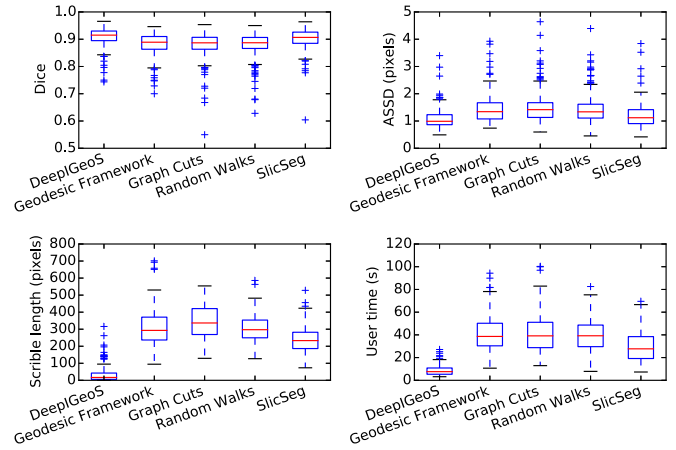 1.0
0.9
0.8
0.7
0.6
0.5
Dice
DeepIGeoS
Geodesic Framework
Graph Cuts
Random Walks
SlicSeg
5
4
3
2
1
0
ASSD (pixels)
DeepIGeoS
Geodesic Framework
Graph Cuts
Random Walks
SlicSeg
800
700
600
500
400
300
200
100
0
Scrible length (pixels)
DeepIGeoS
Geodesic Framework
Graph Cuts
Random Walks
SlicSeg
120
100
80
60
40
20
0
User time (s)
DeepIGeoS
Geodesic Framework
Graph Cuts
Random Walks
SlicSeg